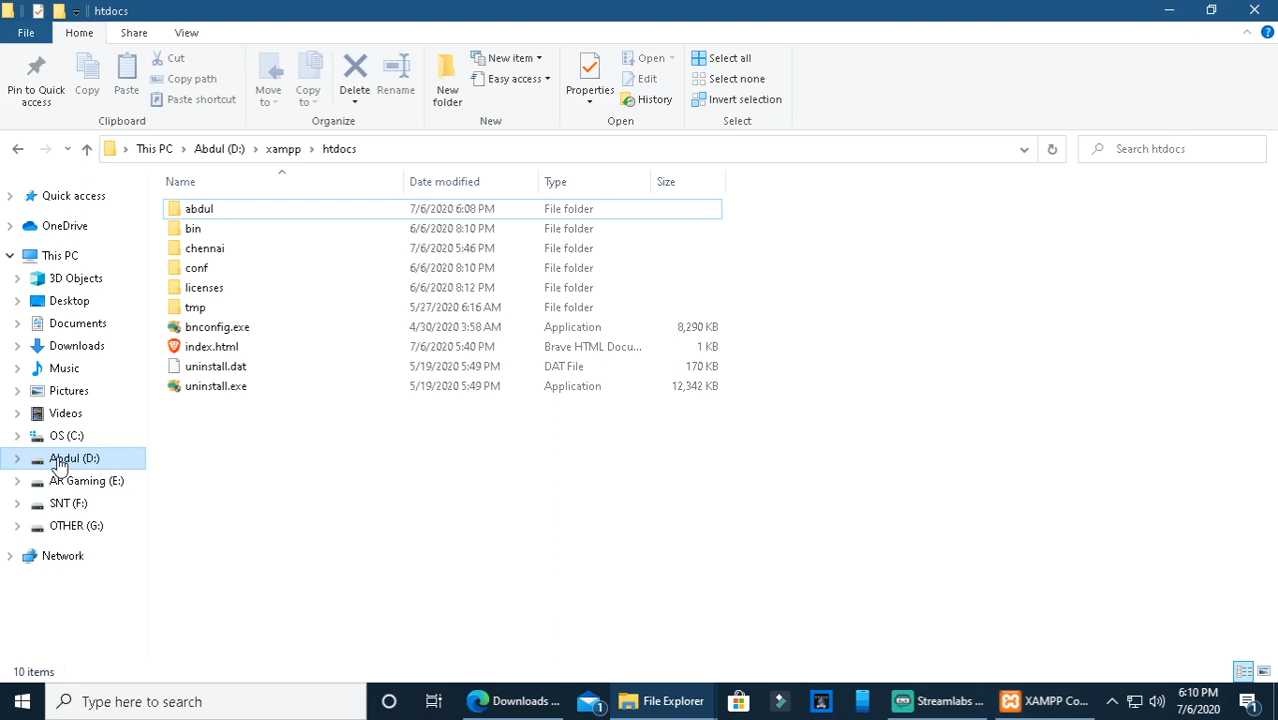 htdocs
File Home Share View
Pin to Quick access
Copy
Paste
Cut
Copy path
Paste shortcut
Clipboard
Move to
Copy to
Delete
Rename
Organize
New folder
New item
Easy access
New
Properties
Open
Edit
History
Open
Select all
Select none
Invert selection
Select
This PC > Abdul (D:) > xampp > htdocs
Search htdocs
Name Date modified Type Size
abdul 7/6/2020 6:08 PM File folder
bin 6/6/2020 8:10 PM File folder
chennai 7/6/2020 5:46 PM File folder
conf 6/6/2020 8:10 PM File folder
licenses 6/6/2020 8:12 PM File folder
tmp 5/27/2020 6:16 AM File folder
bnconfig.exe 4/30/2020 3:58 AM Application 8,290 KB
index.html 7/6/2020 5:40 PM Brave HTML Docu... 1 KB
uninstall.dat 5/19/2020 5:49 PM DAT File 170 KB
uninstall.exe 5/19/2020 5:49 PM Application 12,342 KB
Quick access
OneDrive
This PC
3D Objects
Desktop
Documents
Downloads
Music
Pictures
Videos
OS (C:)
Abdul (D:)
AR Gaming (E:)
SNT (F:)
OTHER (G:)
Network
10 items
Type here to search
Downloads ...
1
File Explorer
Streamlabs ...
XAMPP Co...
6:10 PM
7/6/2020
1